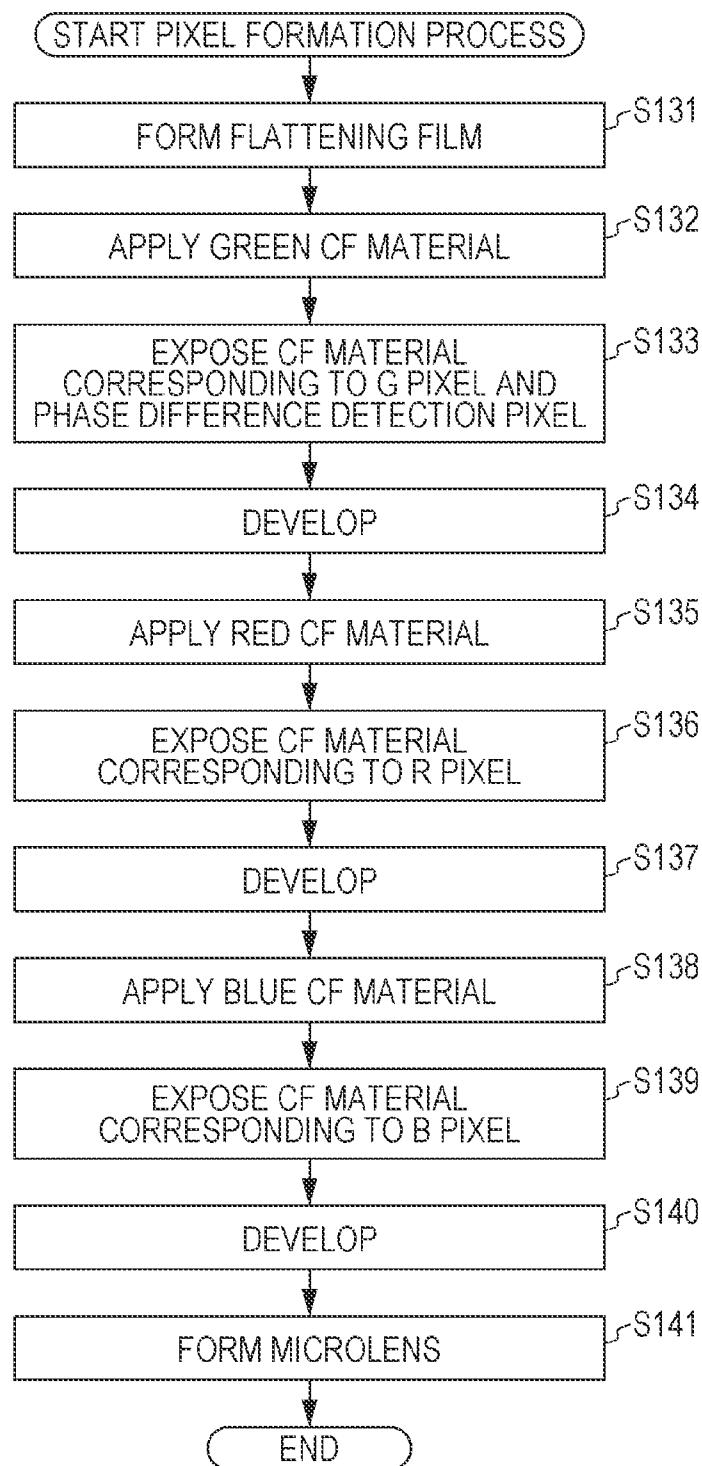 START PIXEL FORMATION PROCESS
S131
FORM FLATTENING FILM
S132
APPLY GREEN CF MATERIAL
S133
EXPOSE CF MATERIAL
CORRESPONDING TO G PIXEL AND
PHASE DIFFERENCE DETECTION PIXEL
S134
DEVELOP
S135
APPLY RED CF MATERIAL
S136
EXPOSE CF MATERIAL
CORRESPONDING TO R PIXEL
S137
DEVELOP
S138
APPLY BLUE CF MATERIAL
S139
EXPOSE CF MATERIAL
CORRESPONDING TO B PIXEL
S140
DEVELOP
S141
FORM MICROLENS
END